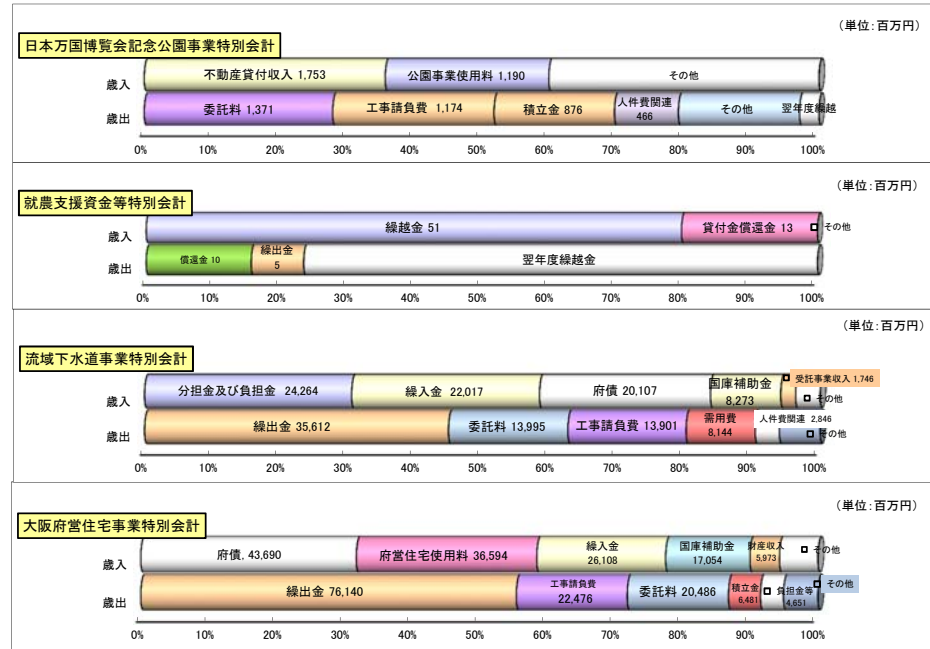 （単位：百万円）
日本万国博覧会記念公園事業特別会計
歳入
不動産貸付収入 1,753
公園事業使用料 1,190
その他
歳出
委託料 1,371
工事請負費 1,174
積立金 876
人件費関連
466
その他
翌年度繰越
0% 10% 20% 30% 40% 50% 60% 70% 80% 90% 100%
（単位：百万円）
就農支援資金等特別会計
歳入
繰越金 51
貸付金償還金 13
その他
歳出
償還金 10
繰出金
5
翌年度繰越金
0% 10% 20% 30% 40% 50% 60% 70% 80% 90% 100%
（単位：百万円）
流域下水道事業特別会計
歳入
分担金及び負担金 24,264
繰入金 22,017
府債 20,107
国庫補助金
8,273
受託事業収入 1,746
その他
歳出
繰出金 35,612
委託料 13,995
工事請負費 13,901
需用費
8,144
人件費関連 2,846
その他
0% 10% 20% 30% 40% 50% 60% 70% 80% 90% 100%
（単位：百万円）
大阪府営住宅事業特別会計
歳入
府債, 43,690
府営住宅使用料 36,594
繰入金
26,108
国庫補助金
17,054
財産収入
5,973
その他
歳出
繰出金 76,140
工事請負費
22,476
委託料 20,486
積立金
6,481
負担金等
4,651
その他
0% 10% 20% 30% 40% 50% 60% 70% 80% 90% 100%